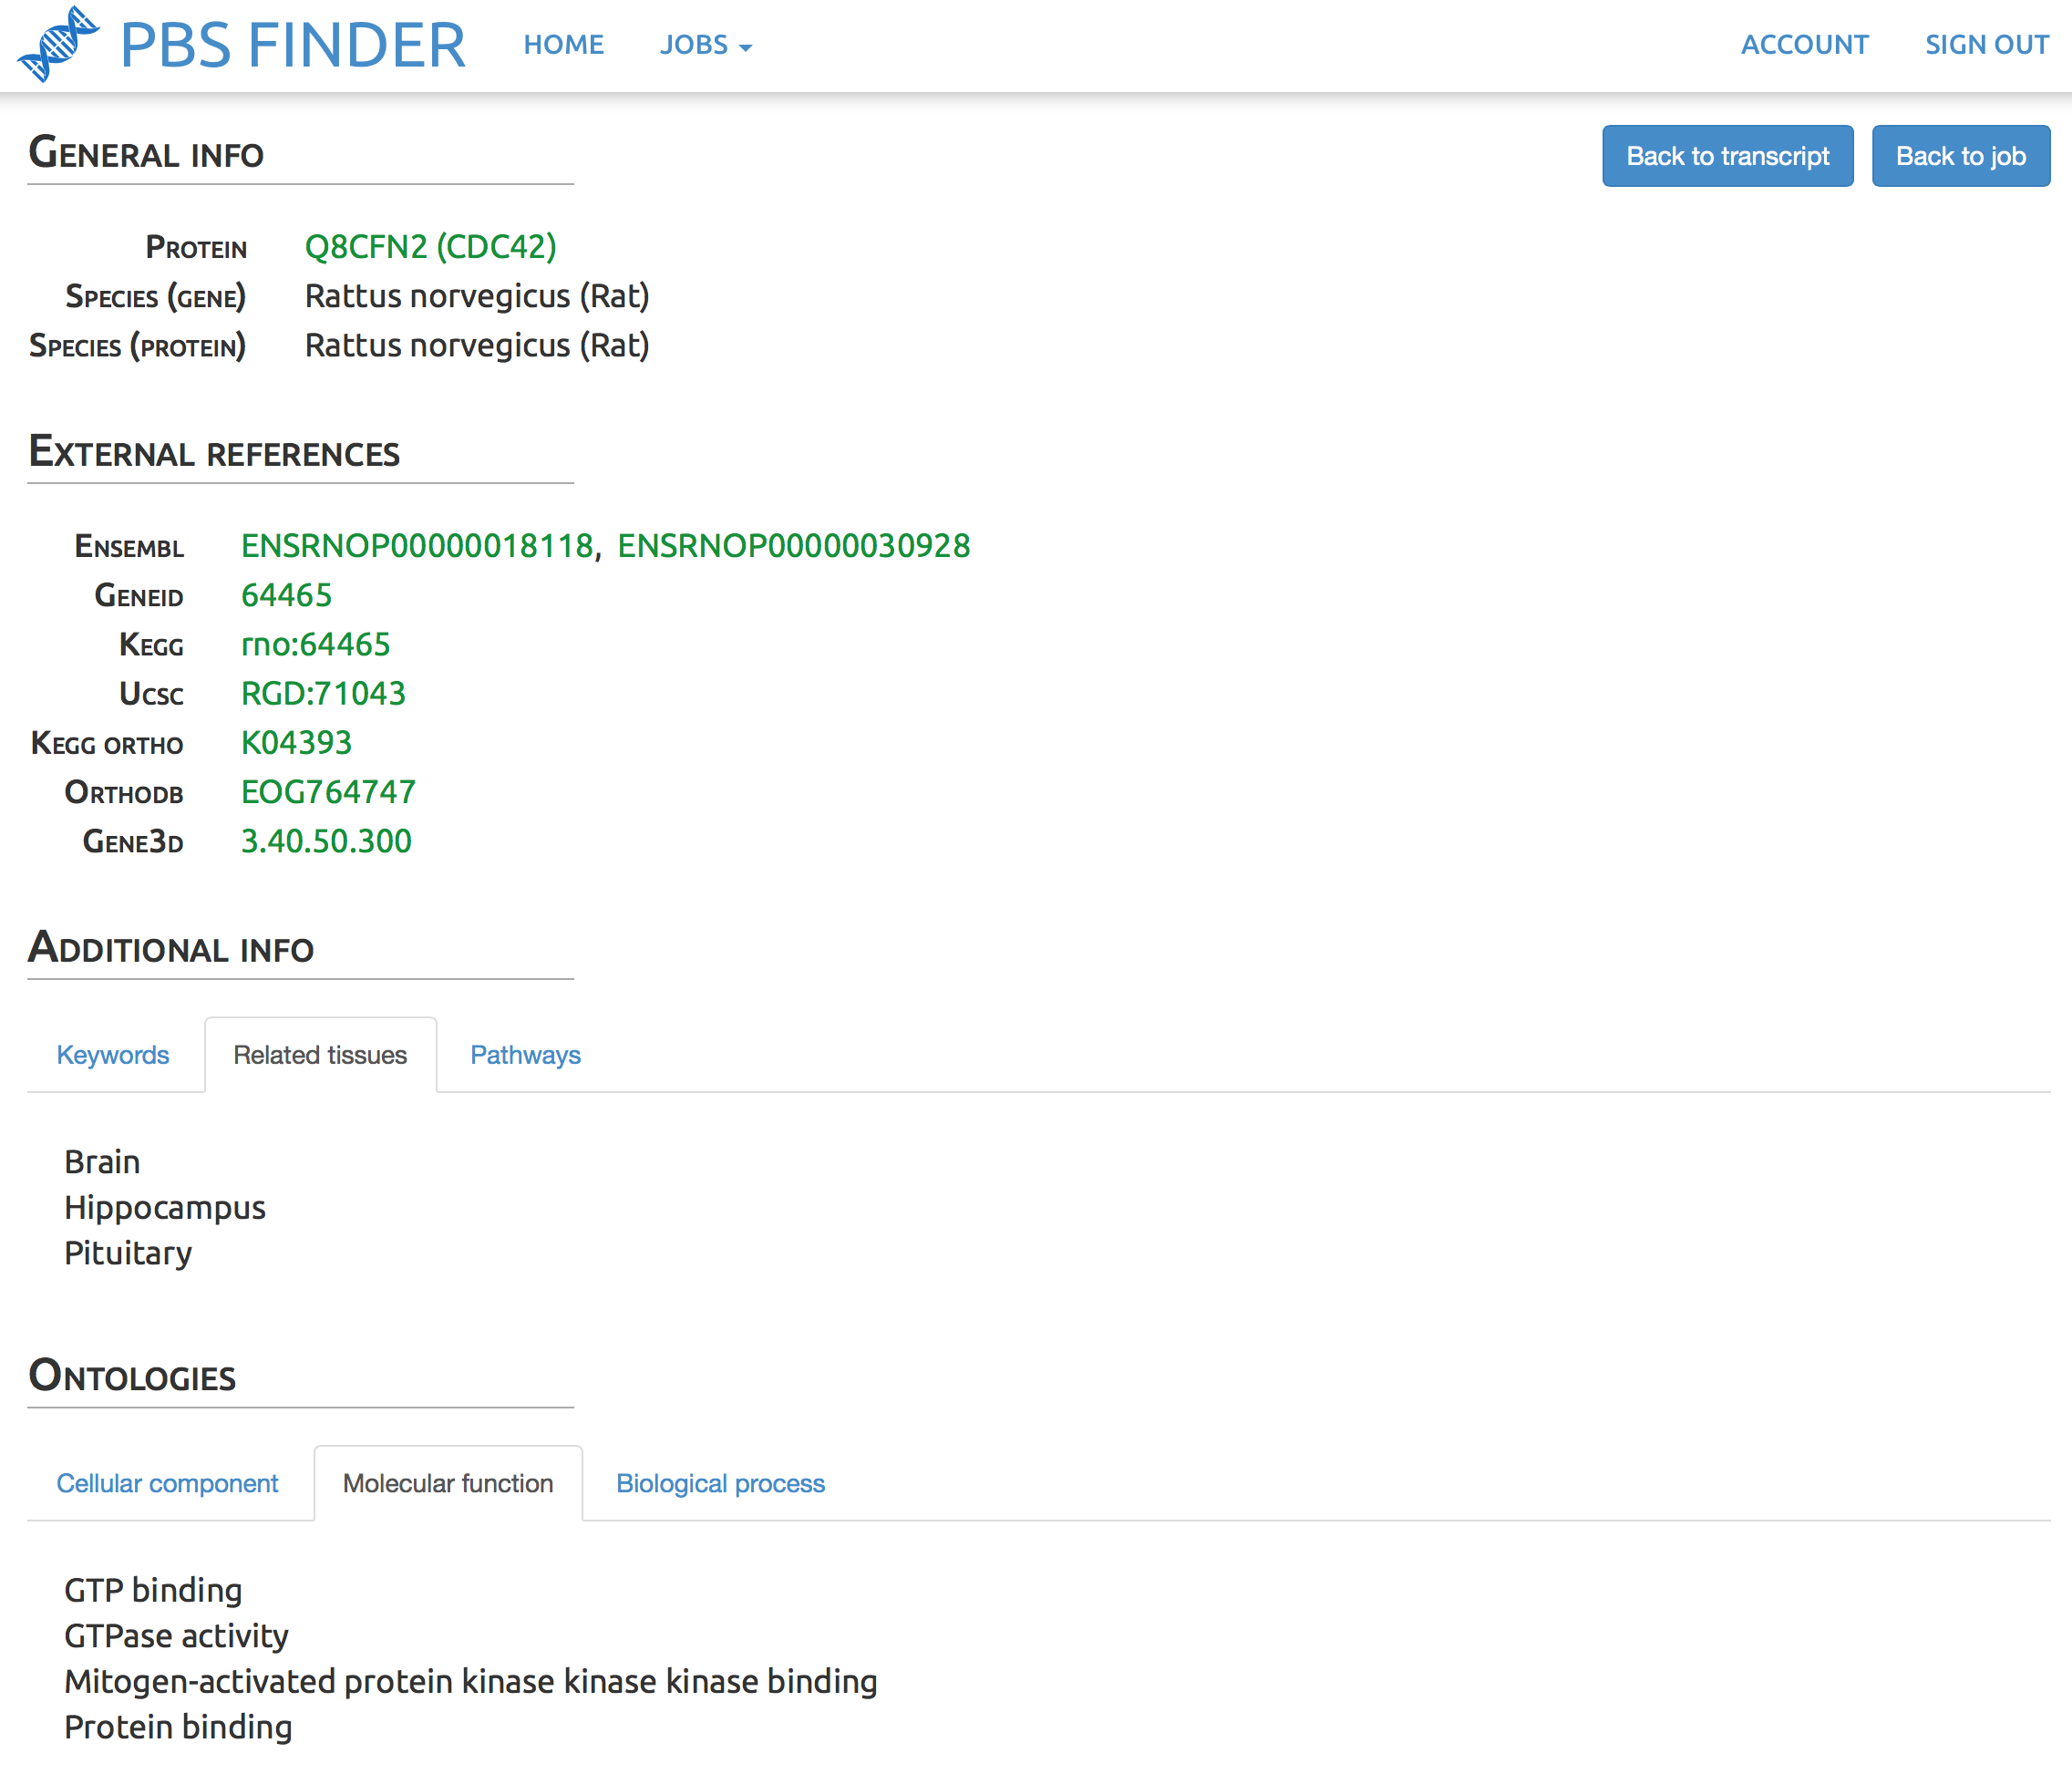 PBS FINDER HOME JOBS ACCOUNT SIGN OUT
General info Back to transcript Back to job
Protein Q8CFN2 (CDC42)
Species (gene) Rattus norvegicus (Rat)
Species (protein) Rattus norvegicus (Rat)
External references
Ensembl ENSRNOP00000018118, ENSRNOP00000030928
Geneid 64465
Kegg rno:64465
Ucsc RGD:71043
Kegg ortho K04393
Orthodb EOG764747
Gene3d 3.40.50.300
Additional info
Keywords Related tissues Pathways
Brain
Hippocampus
Pituitary
Ontologies
Cellular component Molecular function Biological process
GTP binding
GTPase activity
Mitogen-activated protein kinase kinase kinase binding
Protein binding